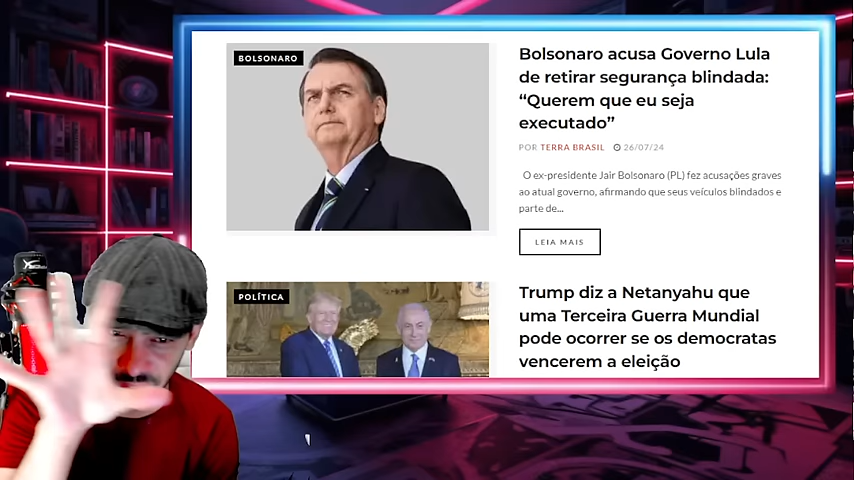 BOLSONARO
Bolsonaro acusa Governo Lula
de retirar segurança blindada:
“Querem que eu seja
executado”
POR TERRA BRASIL 26/07/24
O ex-presidente Jair Bolsonaro (PL) fez acusações graves
ao atual governo, afirmando que seus veículos blindados e
parte de...
LEIA MAIS
POLÍTICA
Trump diz a Netanyahu que
uma Terceira Guerra Mundial
pode ocorrer se os democratas
vencerem a eleição